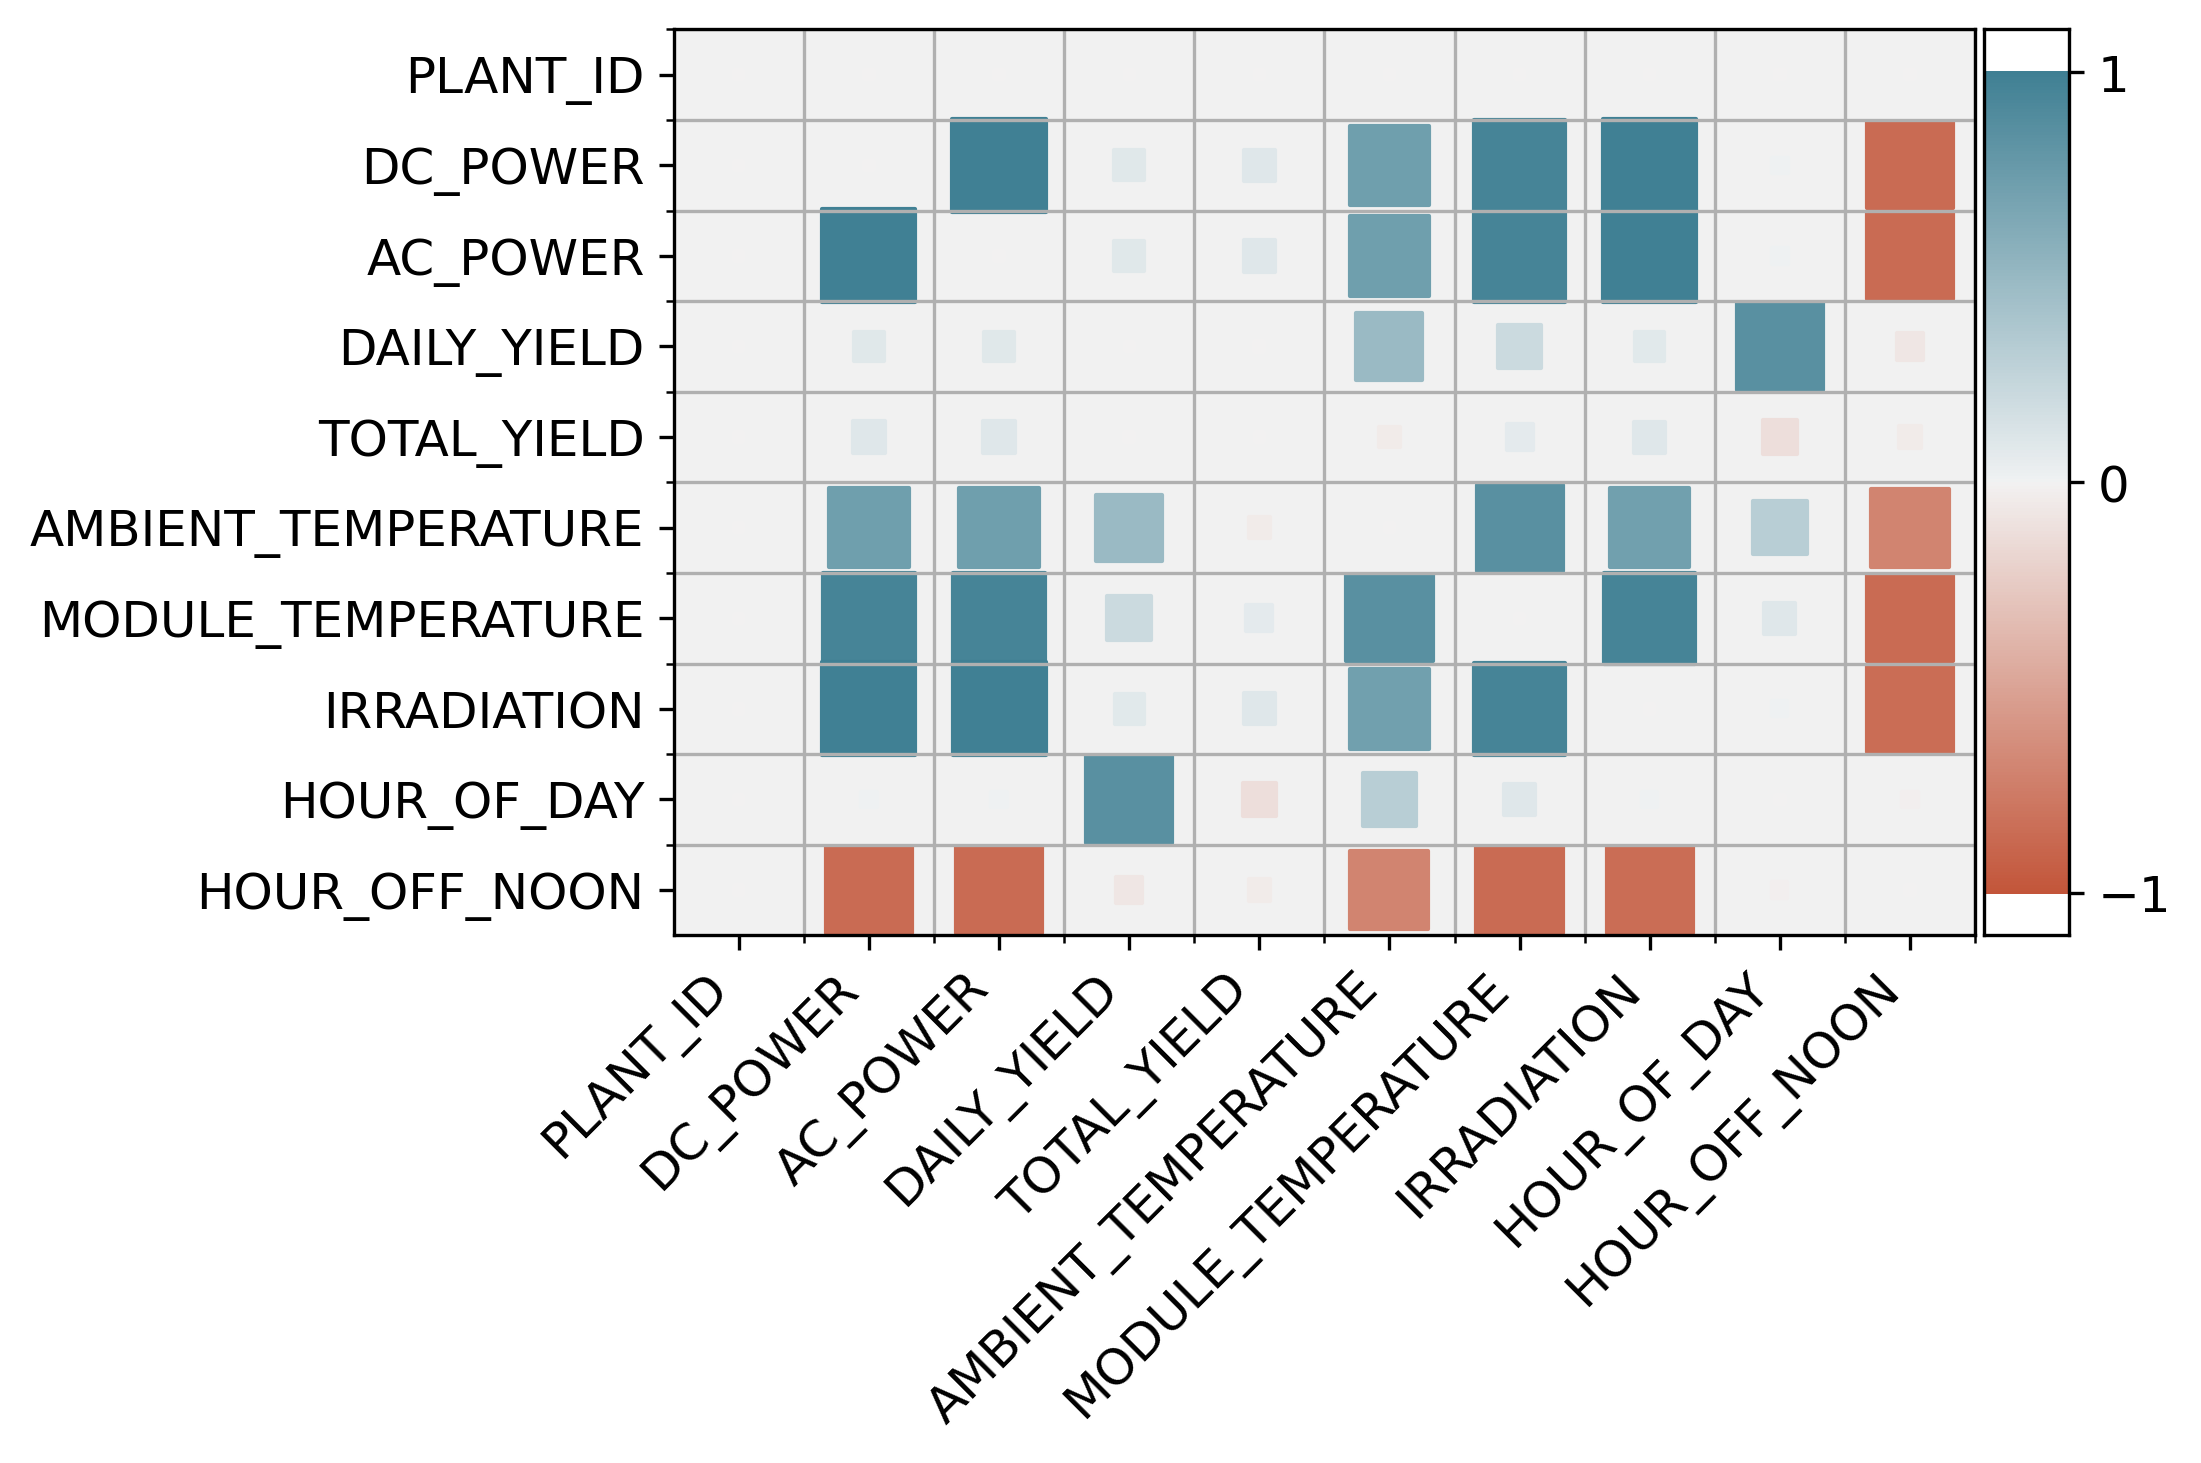 PLANT_ID
DC_POWER
AC_POWER
DAILY_YIELD
TOTAL_YIELD
AMBIENT_TEMPERATURE
MODULE_TEMPERATURE
IRRADIATION
HOUR_OF_DAY
HOUR_OFF_NOON
PLANT_ID
DC_POWER
AC_POWER
DAILY_YIELD
TOTAL_YIELD
AMBIENT_TEMPERATURE
MODULE_TEMPERATURE
IRRADIATION
HOUR_OF_DAY
HOUR_OFF_NOON
1
0
−1